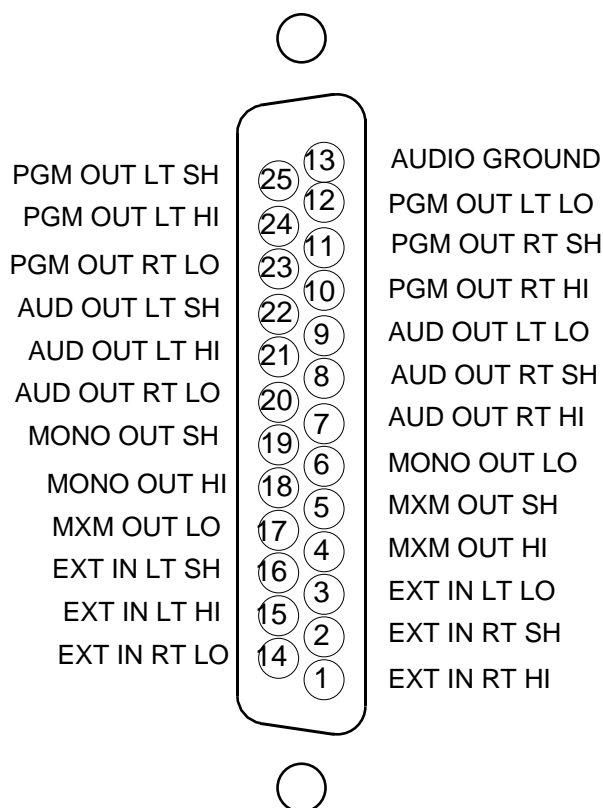 13 AUDIO GROUND
PGM OUT LT SH 25
12 PGM OUT LT LO
PGM OUT LT HI 24
11 PGM OUT RT SH
PGM OUT RT LO 23
10 PGM OUT RT HI
AUD OUT LT SH 22
9 AUD OUT LT LO
AUD OUT LT HI 21
8 AUD OUT RT SH
AUD OUT RT LO 20
7 AUD OUT RT HI
MONO OUT SH 19
6 MONO OUT LO
MONO OUT HI 18
5 MXM OUT SH
MXM OUT LO 17
4 MXM OUT HI
EXT IN LT SH 16
3 EXT IN LT LO
EXT IN LT HI 15
2 EXT IN RT SH
EXT IN RT LO 14
1 EXT IN RT HI